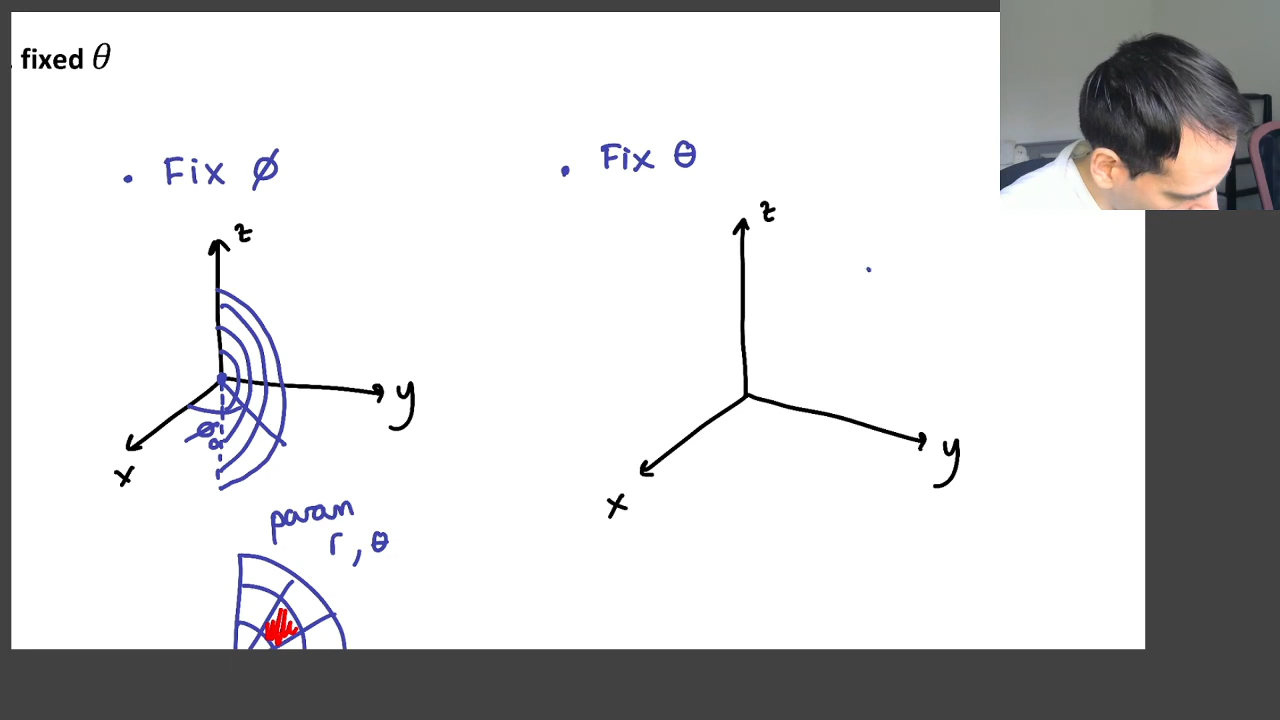 . fixed θ
• Fix ϕ
• Fix θ
z
y
x
ϕ
param
r, θ
z
y
x